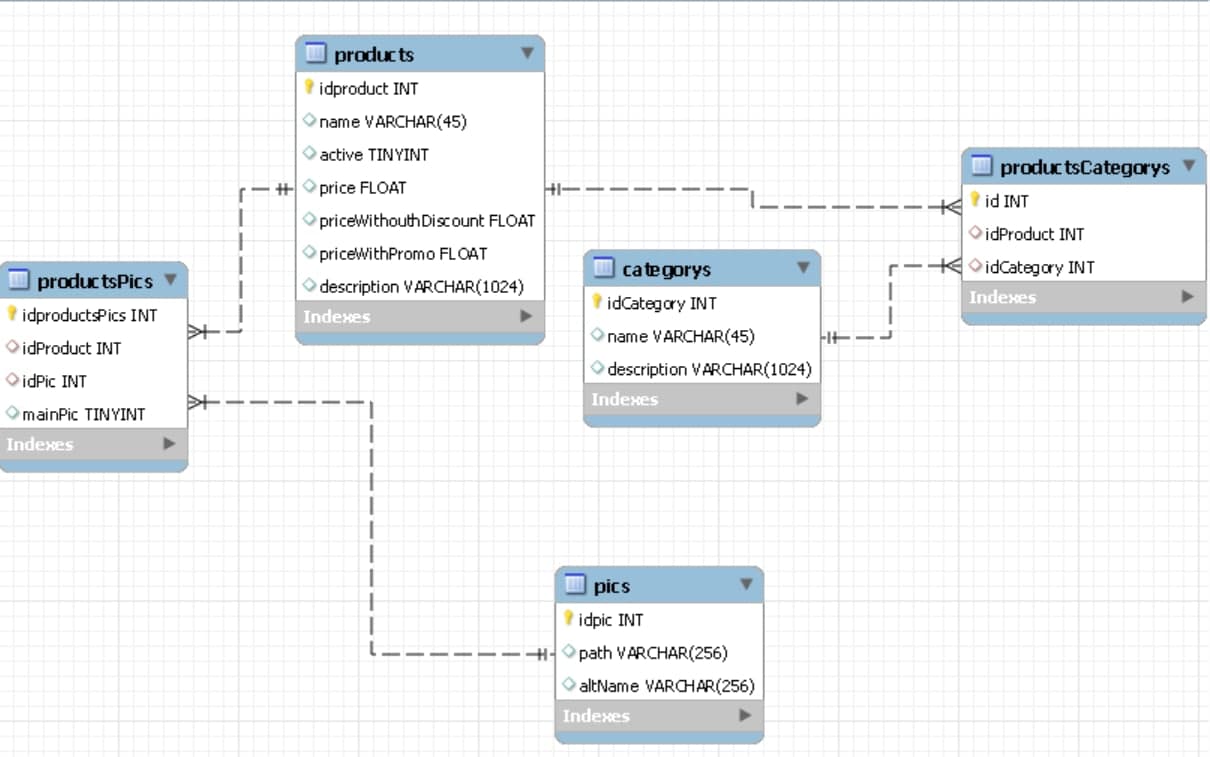 products
idproduct INT
name VARCHAR(45)
active TINYINT
price FLOAT
priceWithouthDiscount FLOAT
priceWithPromo FLOAT
description VARCHAR(1024)
Indexes
productsCategorys
id INT
idProduct INT
idCategory INT
Indexes
categorys
idCategory INT
name VARCHAR(45)
description VARCHAR(1024)
Indexes
productsPics
idproductsPics INT
idProduct INT
idPic INT
mainPic TINYINT
Indexes
pics
idpic INT
path VARCHAR(256)
altName VARCHAR(256)
Indexes